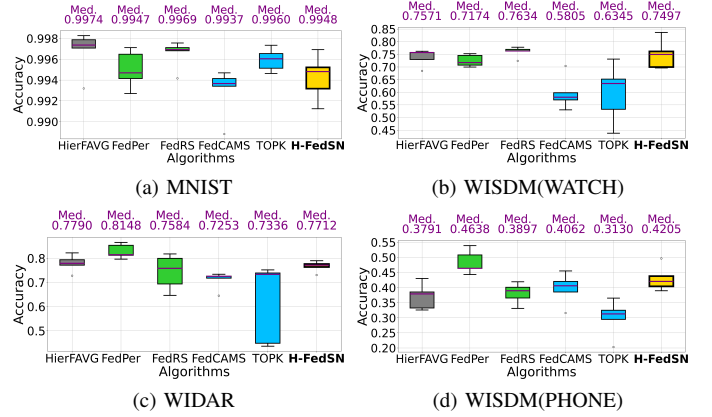 Med. Med. Med. Med. Med. Med.
0.9974 0.9947 0.9969 0.9937 0.9960 0.9948
Accuracy
0.998
0.996
0.994
0.992
0.990
HierFAVG FedPer FedRS FedCAMS TOPK H-FedSN
Algorithms
(a) MNIST
Med. Med. Med. Med. Med. Med.
0.7571 0.7174 0.7634 0.5805 0.6345 0.7497
Accuracy
0.85
0.80
0.75
0.70
0.65
0.60
0.55
0.50
0.45
HierFAVG FedPer FedRS FedCAMS TOPK H-FedSN
Algorithms
(b) WISDM(WATCH)
Med. Med. Med. Med. Med. Med.
0.7790 0.8148 0.7584 0.7253 0.7336 0.7712
Accuracy
0.8
0.7
0.6
0.5
HierFAVG FedPer FedRS FedCAMS TOPK H-FedSN
Algorithms
(c) WIDAR
Med. Med. Med. Med. Med. Med.
0.3791 0.4638 0.3897 0.4062 0.3130 0.4205
Accuracy
0.55
0.50
0.45
0.40
0.35
0.30
0.25
0.20
HierFAVG FedPer FedRS FedCAMS TOPK H-FedSN
Algorithms
(d) WISDM(PHONE)